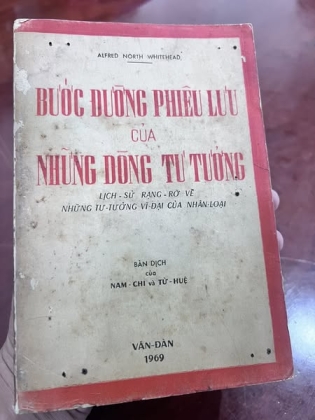 ALFRED NORTH WHITEHEAD
BƯỚC ĐƯỜNG PHIÊU LƯU
CỦA
NHỮNG DÒNG TƯ TƯỞNG
LỊCH - SỬ RẠNG - RỠ VỀ
NHỮNG TƯ-TƯỞNG VĨ-ĐẠI CỦA NHÂN-LOẠI
BẢN DỊCH
của
NAM - CHI và TỪ - HUỆ
VĂN-ĐÀN
1969